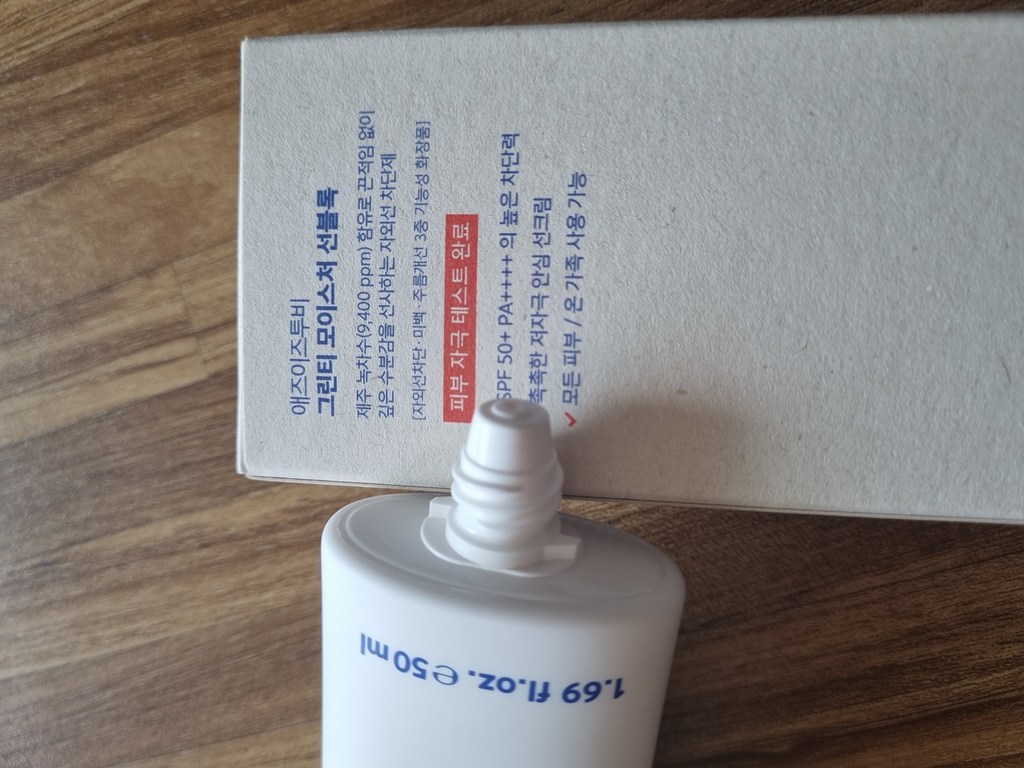 애즈이즈투비
그린티 모이스처 선블록
제주 녹차수(9,400 ppm) 함유로 끈적임 없이
깊은 수분감을 선사하는 자외선 차단제
[자외선차단·미백·주름개선 3중 기능성 화장품]
피부 자극 테스트 완료
SPF 50+ PA++++ 의 높은 차단력
촉촉한 저자극 안심 선크림
모든 피부 / 온 가족 사용 가능
1.69 fl.oz. ℮50ml